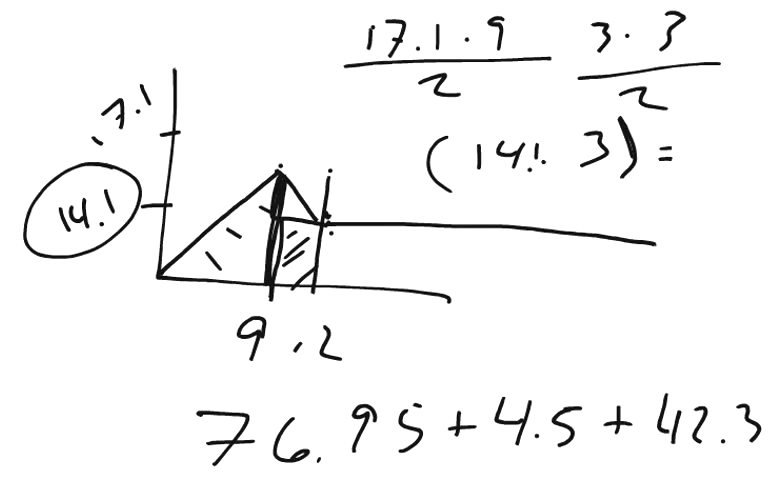 17.1 · 9 3 · 3
2 2
17.1
(14.1 · 3) =
14.1
9 . 2
76.95 + 4.5 + 42.3